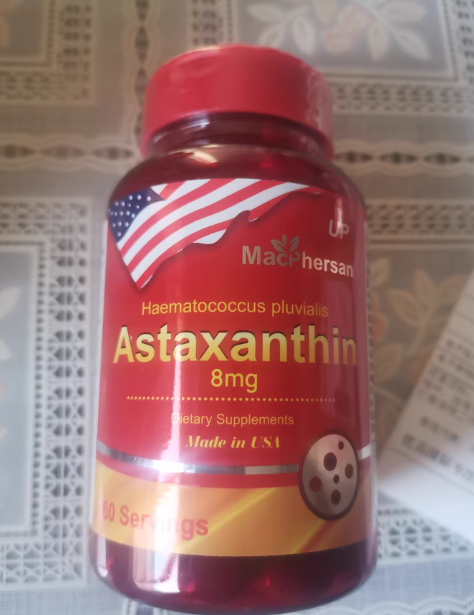 UP
MacPhersan
Haematococcus pluvialis
Astaxanthin
8mg
Dietary Supplements
Made in USA
60 Servings